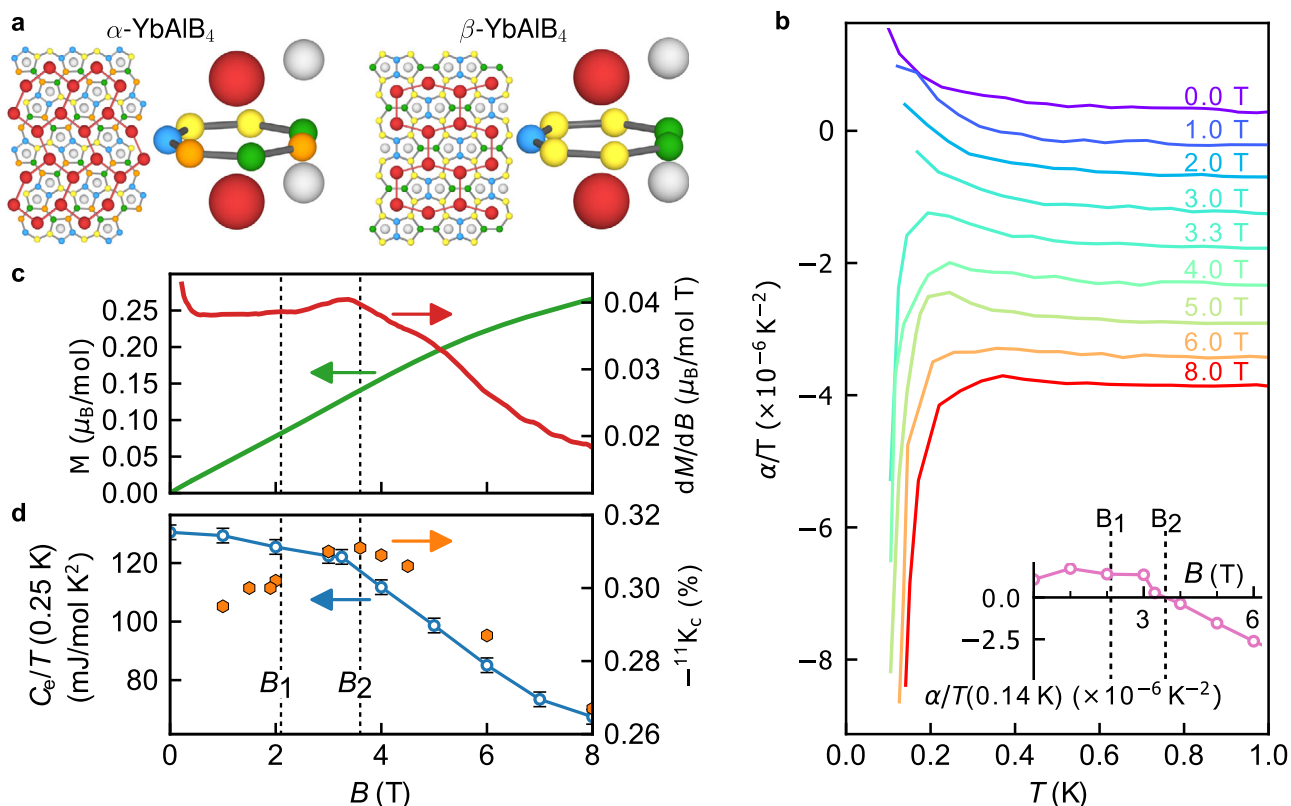 a
α-YbAlB₄
β-YbAlB₄
c
0.25
0.20
0.15
0.10
0.05
0.00
M (μ_B/mol)
0.04
0.03
0.02
dM/dB (μ_B/mol T)
d
120
100
80
C_e/T (0.25 K)
(mJ/mol K²)
B₁
B₂
0.32
0.30
0.28
0.26
−¹¹K_c (%)
0
2
4
6
8
B (T)
b
0.0 T
1.0 T
2.0 T
3.0 T
3.3 T
4.0 T
5.0 T
6.0 T
8.0 T
0
−2
−4
−6
−8
α/T (×10⁻⁶ K⁻²)
B₁
B₂
B (T)
0.0
3
6
−2.5
α/T(0.14 K) (×10⁻⁶ K⁻²)
0.0
0.2
0.4
0.6
0.8
1.0
T (K)